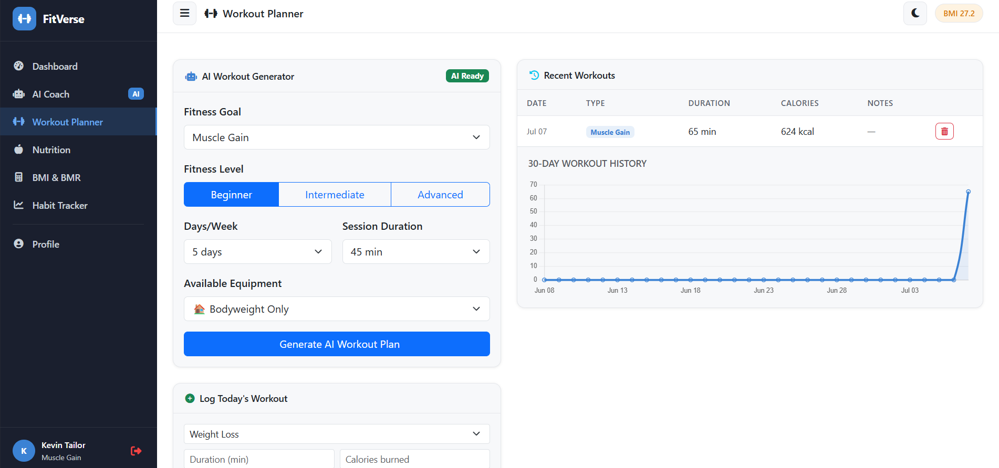 FitVerse
Dashboard
AI Coach
AI
Workout Planner
Nutrition
BMI & BMR
Habit Tracker
Profile
K
Kevin Tailor
Muscle Gain
Workout Planner
BMI 27.2
AI Workout Generator
AI Ready
Fitness Goal
Muscle Gain
Fitness Level
Beginner
Intermediate
Advanced
Days/Week
Session Duration
5 days
45 min
Available Equipment
Bodyweight Only
Generate AI Workout Plan
Log Today's Workout
Weight Loss
Duration (min)
Calories burned
Recent Workouts
DATE TYPE DURATION CALORIES NOTES
Jul 07 Muscle Gain 65 min 624 kcal —
30-DAY WORKOUT HISTORY
70
60
50
40
30
20
10
0
Jun 08 Jun 13 Jun 18 Jun 23 Jun 28 Jul 03